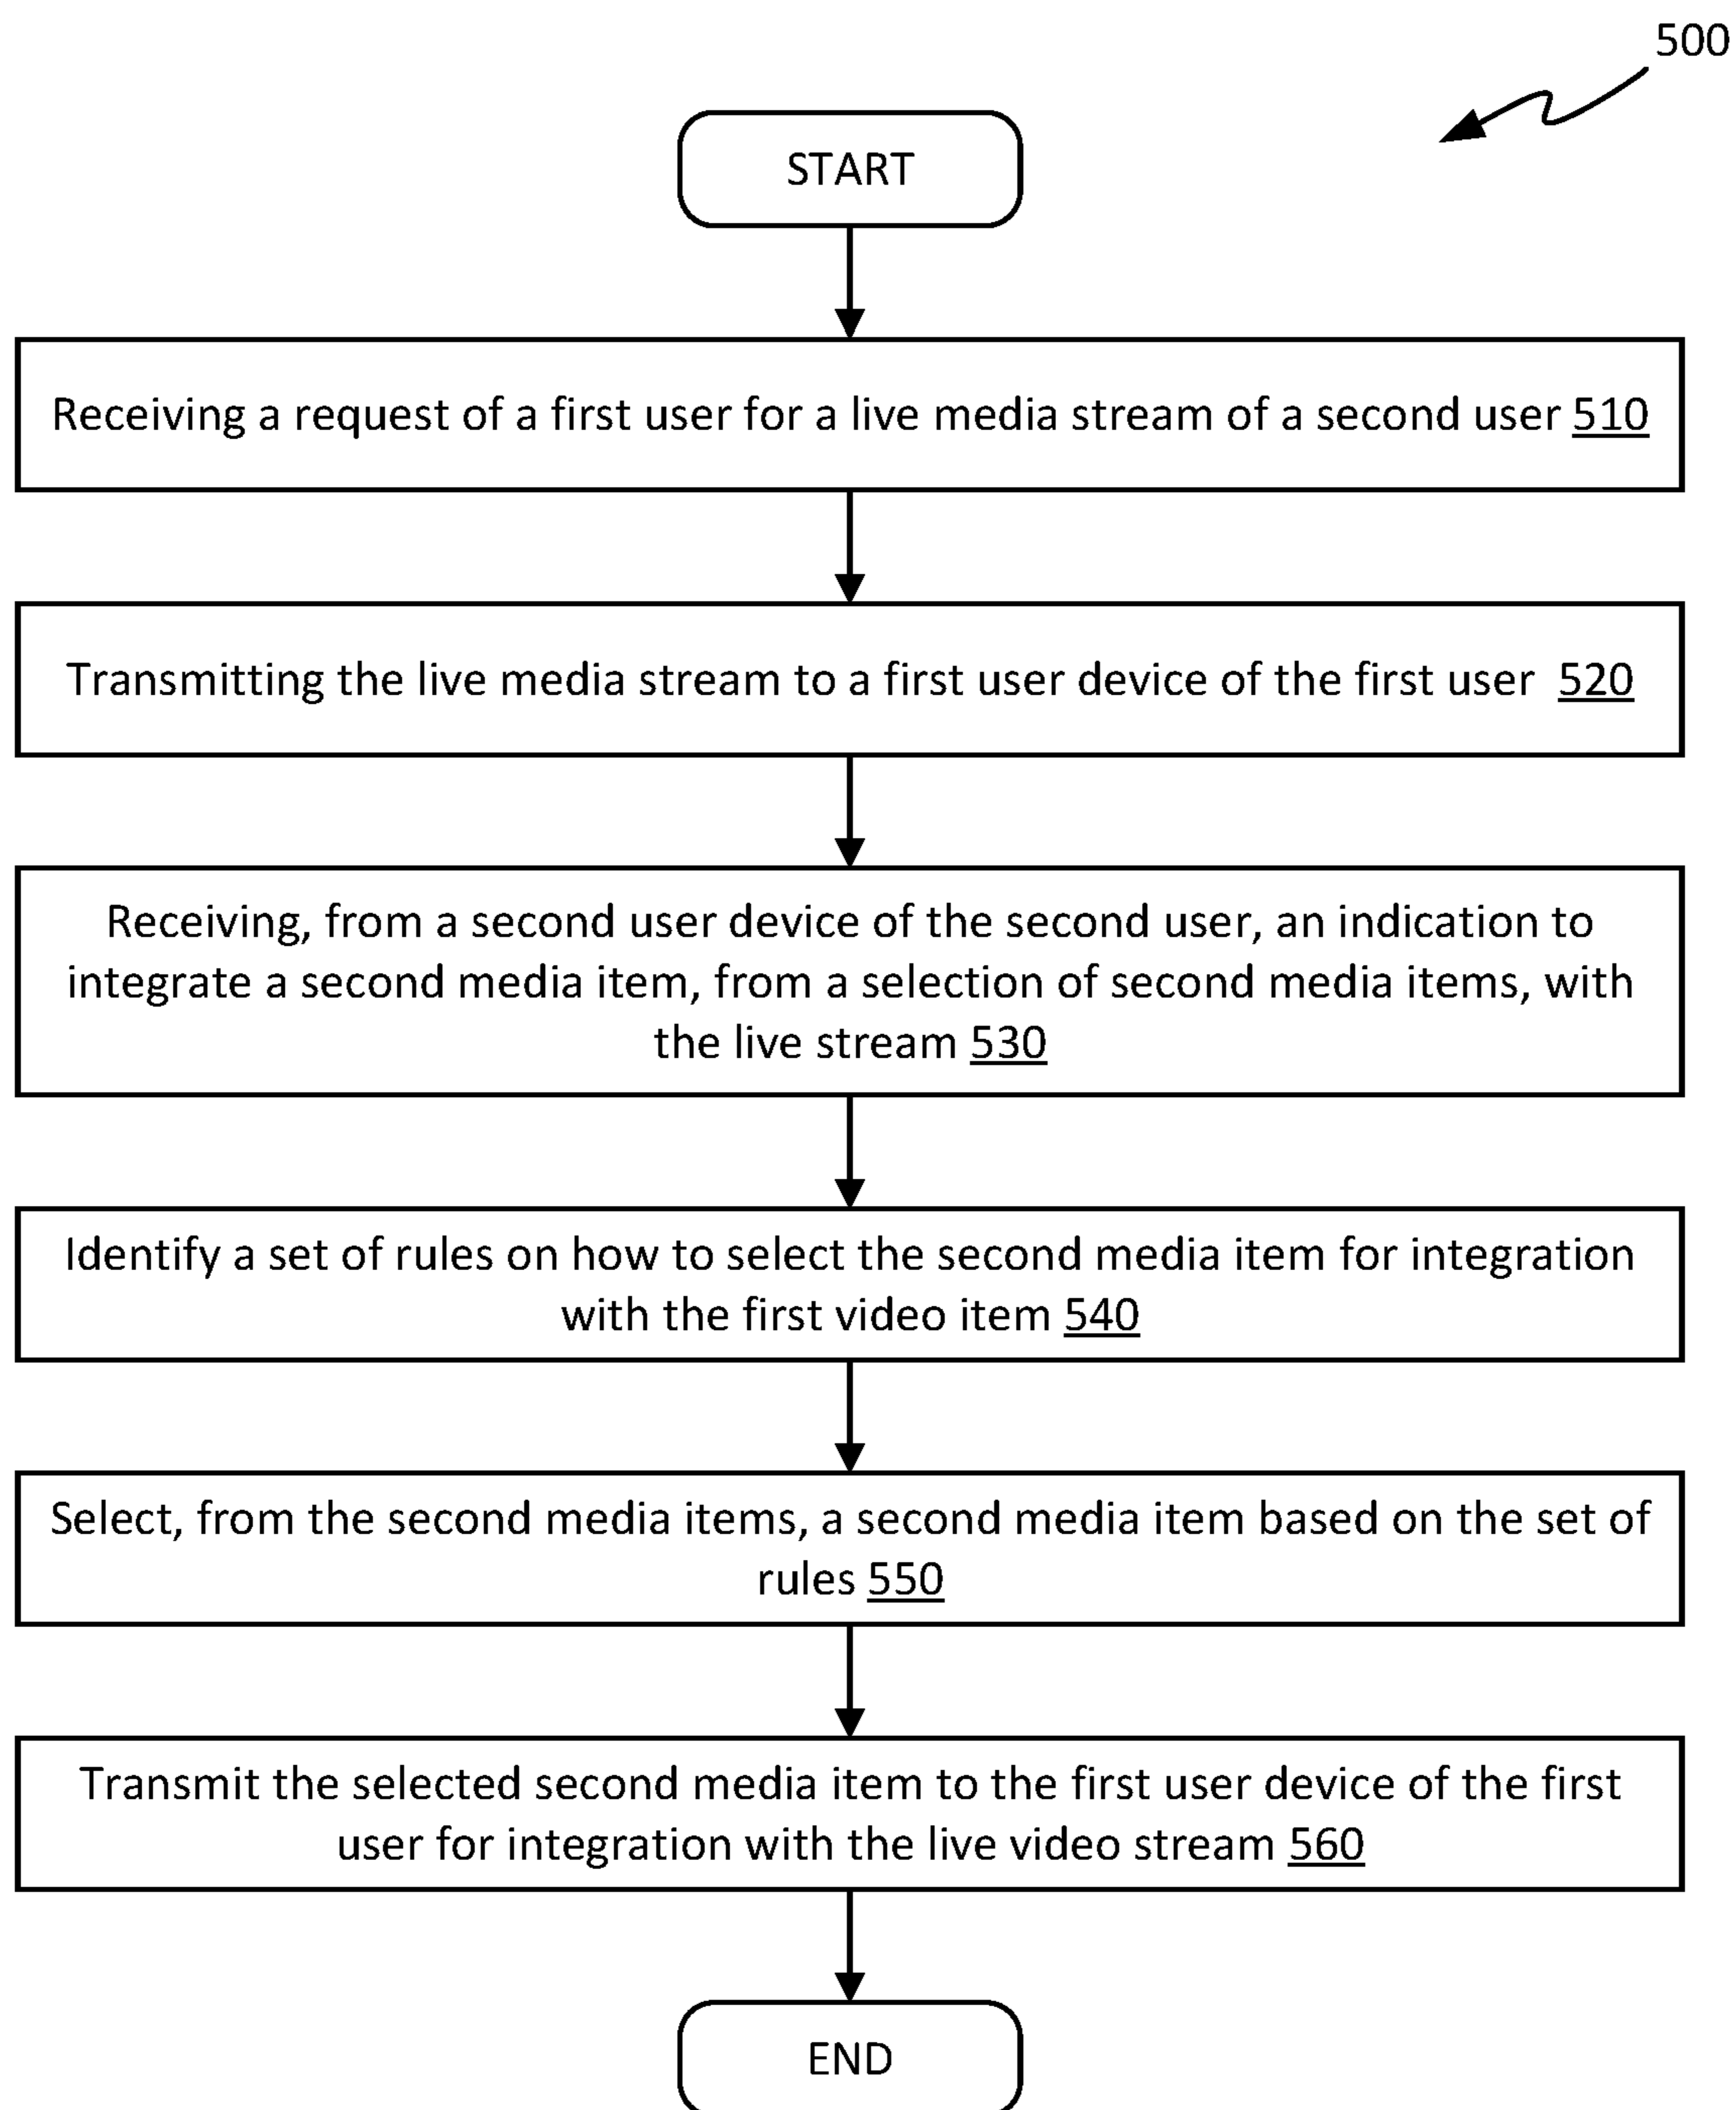 500
START
Receiving a request of a first user for a live media stream of a second user 510
Transmitting the live media stream to a first user device of the first user 520
Receiving, from a second user device of the second user, an indication to
integrate a second media item, from a selection of second media items, with
the live stream 530
Identify a set of rules on how to select the second media item for integration
with the first video item 540
Select, from the second media items, a second media item based on the set of
rules 550
Transmit the selected second media item to the first user device of the first
user for integration with the live video stream 560
END